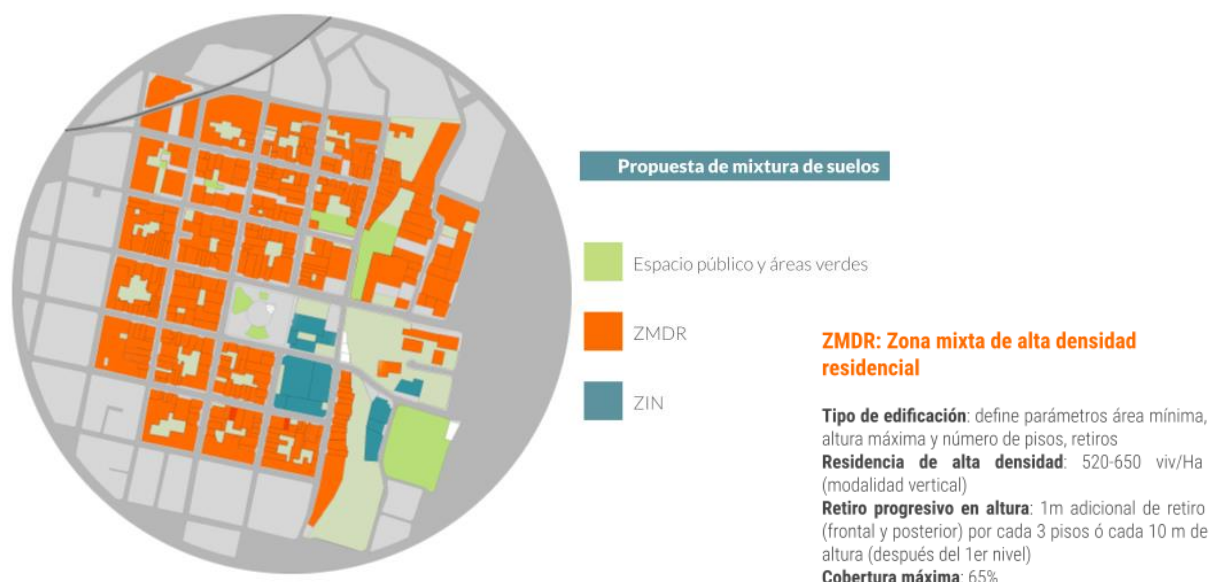 Propuesta de mixtura de suelos
Espacio público y áreas verdes
ZMDR
ZIN
ZMDR: Zona mixta de alta densidad
residencial
Tipo de edificación: define parámetros área mínima,
altura máxima y número de pisos, retiros
Residencia de alta densidad: 520-650 viv/Ha
(modalidad vertical)
Retiro progresivo en altura: 1m adicional de retiro
(frontal y posterior) por cada 3 pisos ó cada 10 m de
altura (después del 1er nivel)
Cobertura máxima: 65%